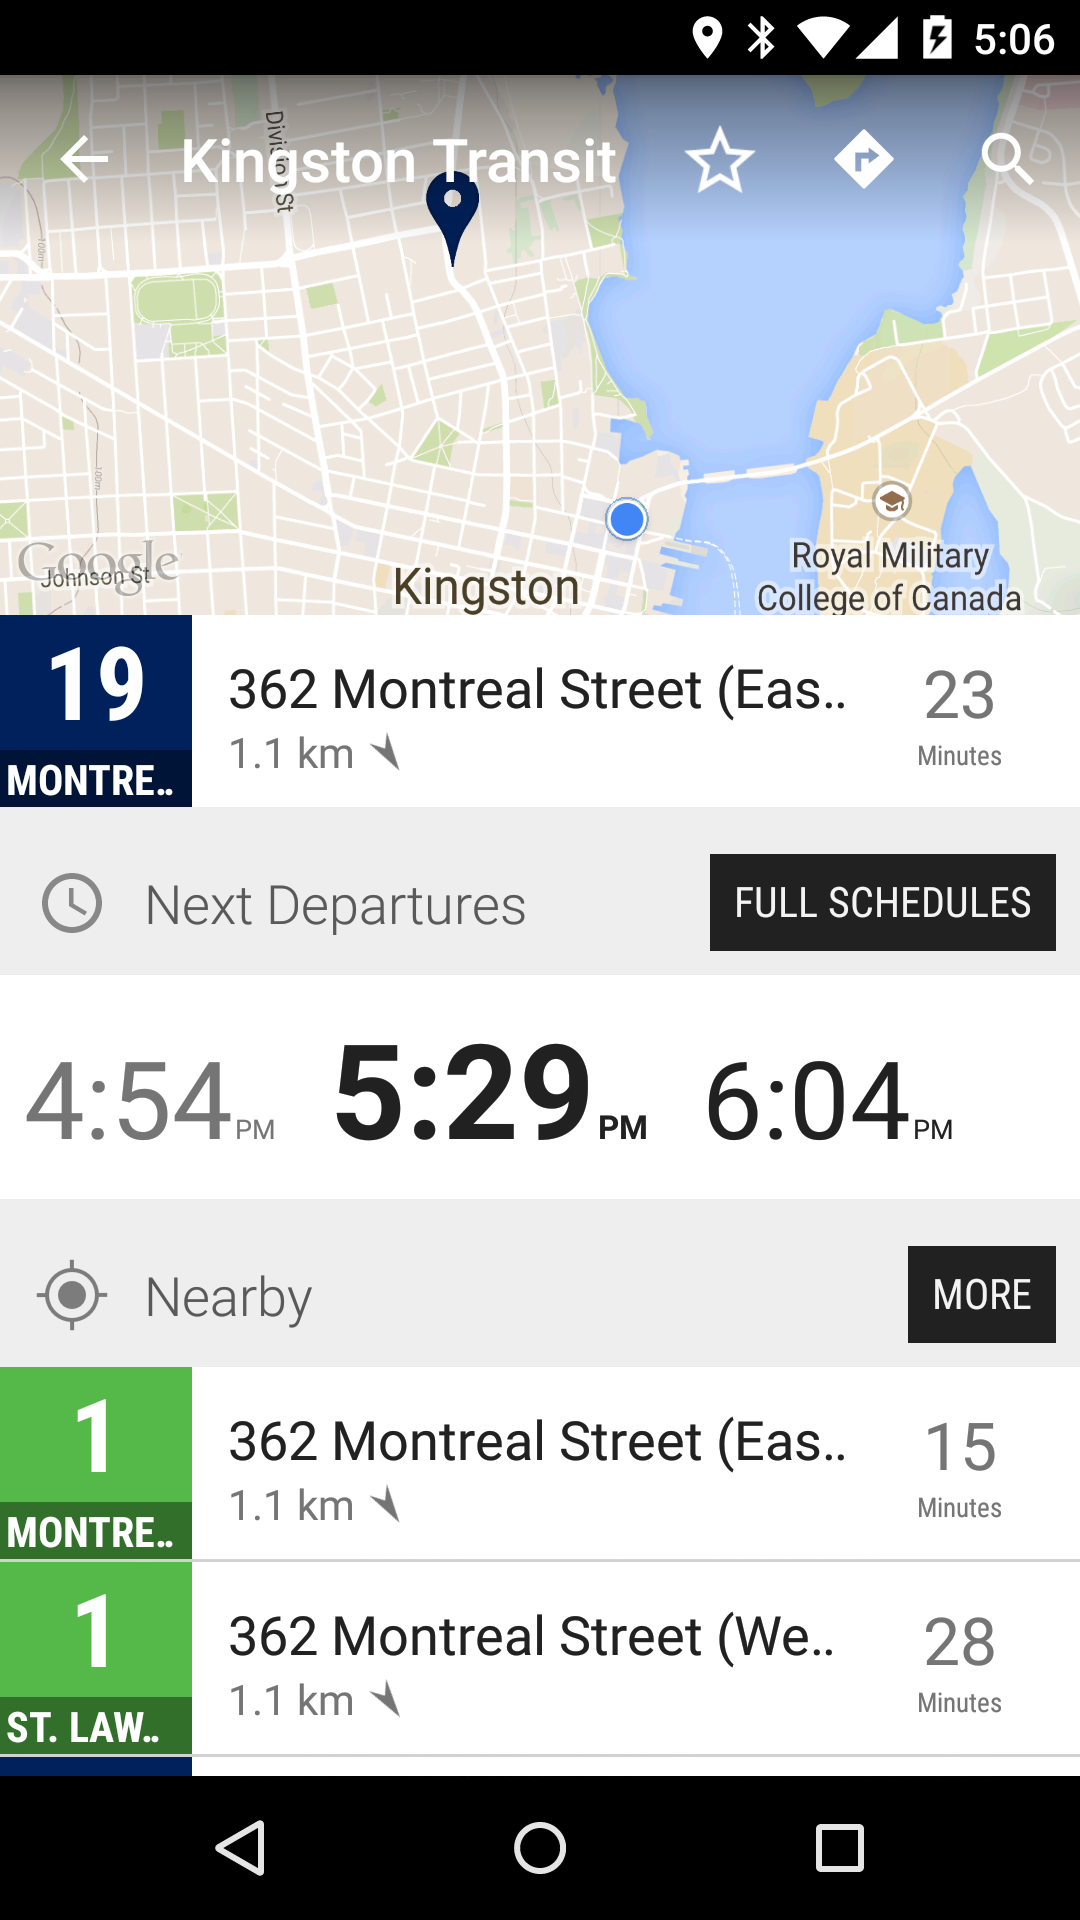 5:06
Division St
Kingston Transit
100m
100m
Google
Johnson St
Kingston
Royal Military
College of Canada
19
MONTRE..
362 Montreal Street (Eas..
1.1 km
23
Minutes
Next Departures
FULL SCHEDULES
4:54 PM 5:29 PM 6:04 PM
Nearby
MORE
1
MONTRE..
362 Montreal Street (Eas..
1.1 km
15
Minutes
1
ST. LAW..
362 Montreal Street (We..
1.1 km
28
Minutes